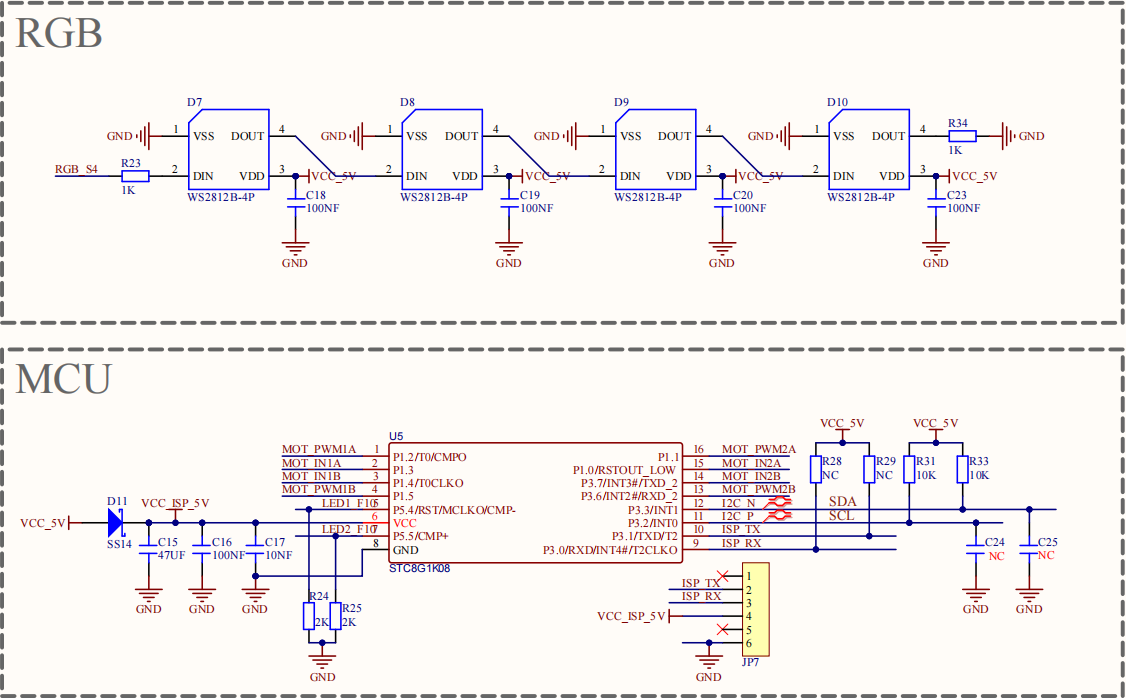 RGB
D7 D8 D9 D10
GND 1 VSS DOUT 4 GND 1 VSS DOUT 4 GND 1 VSS DOUT 4 GND 1 VSS DOUT 4 R34 GND
1K
RGB_S4 R23 2 DIN VDD 3 VCC_5V 2 DIN VDD 3 VCC_5V 2 DIN VDD 3 VCC_5V 2 DIN VDD 3 VCC_5V
1K WS2812B-4P C18 WS2812B-4P C19 WS2812B-4P C20 WS2812B-4P C23
100NF 100NF 100NF 100NF
GND GND GND GND
MCU
VCC_5V VCC_5V
U5
MOT_PWM1A 1 P1.2/T0/CMPO P1.1 16 MOT_PWM2A
MOT_IN1A 2 P1.3 P1.0/RSTOUT_LOW 15 MOT_IN2A R28 R29 R31 R33
MOT_IN1B 3 P1.4/T0CLKO P3.7/INT3#/TXD_2 14 MOT_IN2B NC NC 10K 10K
MOT_PWM1B 4 P1.5 P3.6/INT2#/RXD_2 13 MOT_PWM2B
D11 VCC_ISP_5V LED1_F10 5 P5.4/RST/MCLKO/CMP- P3.3/INT1 12 I2C_N SDA
VCC_5V 6 VCC P3.2/INT0 11 I2C_P SCL
SS14 LED2_F10 7 P5.5/CMP+ P3.1/TXD/T2 10 ISP_TX
C15 C16 C17 8 GND P3.0/RXD/INT4#/T2CLKO 9 ISP_RX C24 C25
47UF 100NF 10NF NC NC
STC8G1K08
1
ISP_TX 2
R24 ISP_RX 3
GND GND GND R25 GND GND
2K 2K VCC_ISP_5V 4
5
6
JP7
GND GND